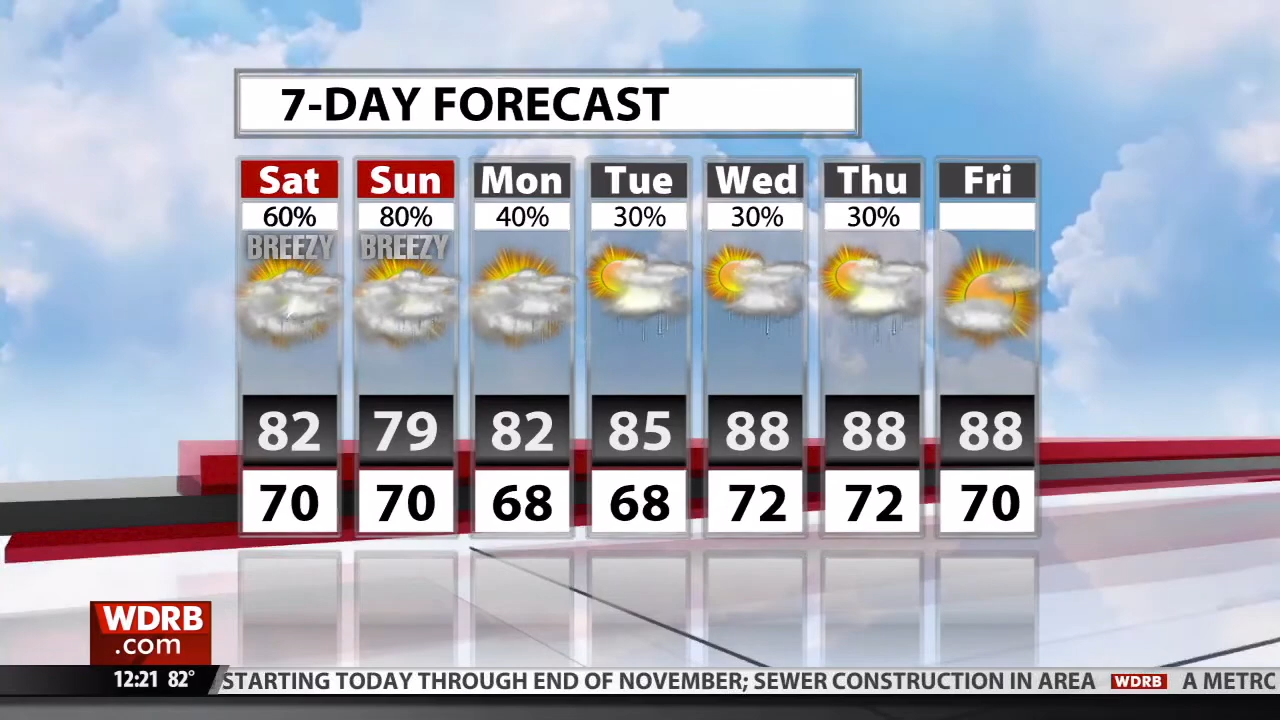 7-DAY FORECAST
Sat Sun Mon Tue Wed Thu Fri
60% 80% 40% 30% 30% 30%
BREEZY BREEZY
82 79 82 85 88 88 88
70 70 68 68 72 72 70
WDRB
.com
12:21 82° STARTING TODAY THROUGH END OF NOVEMBER; SEWER CONSTRUCTION IN AREA WDRB A METRC